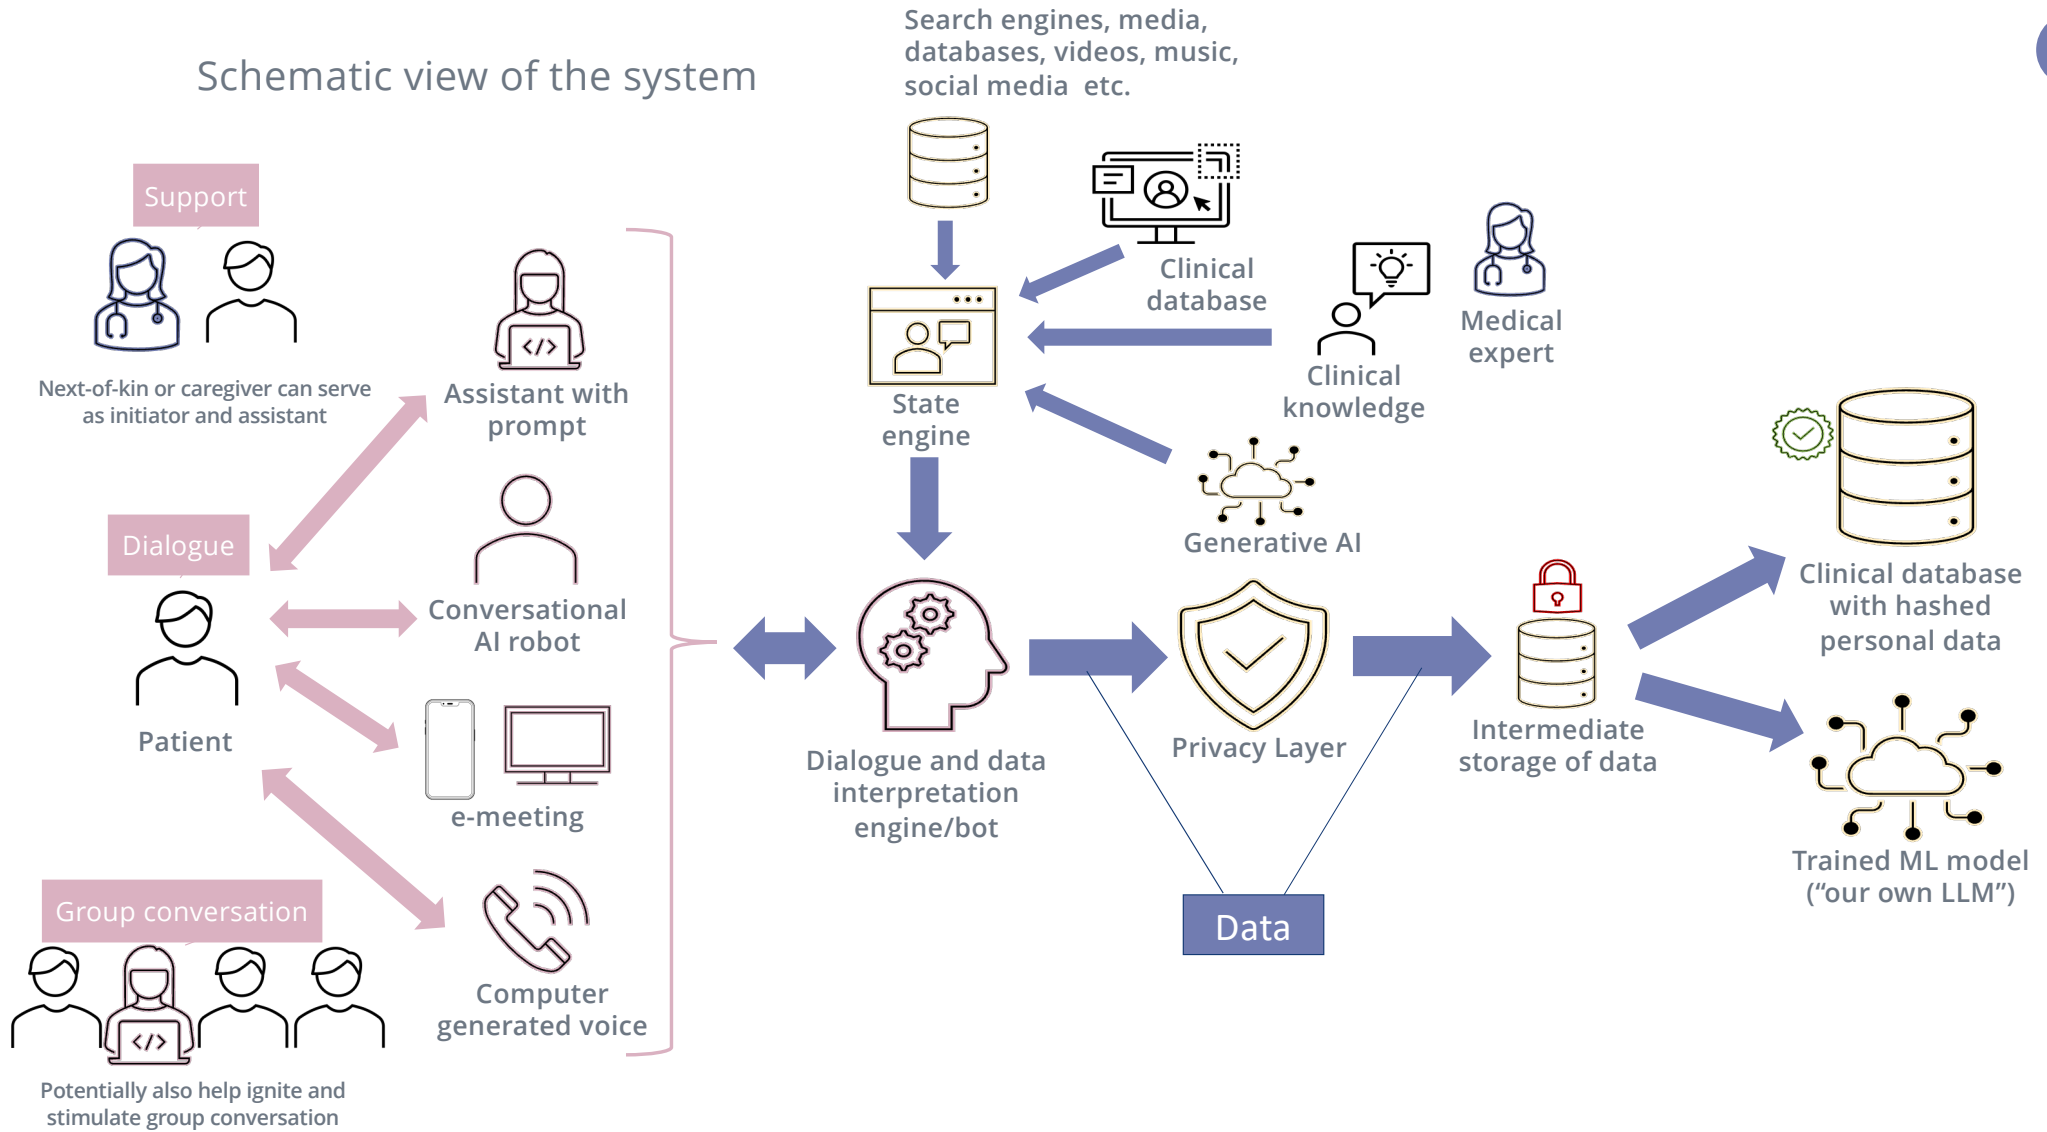 Schematic view of the system
Search engines, media,
databases, videos, music,
social media etc.
Support
Next-of-kin or caregiver can serve
as initiator and assistant
Dialogue
Patient
Group conversation
Potentially also help ignite and
stimulate group conversation
</>
</>
Assistant with
prompt
Conversational
AI robot
e-meeting
Computer
generated voice
State
engine
Clinical
database
Clinical
knowledge
Medical
expert
Generative AI
Dialogue and data
interpretation
engine/bot
Privacy Layer
Data
Intermediate
storage of data
Clinical database
with hashed
personal data
Trained ML model
(“our own LLM”)